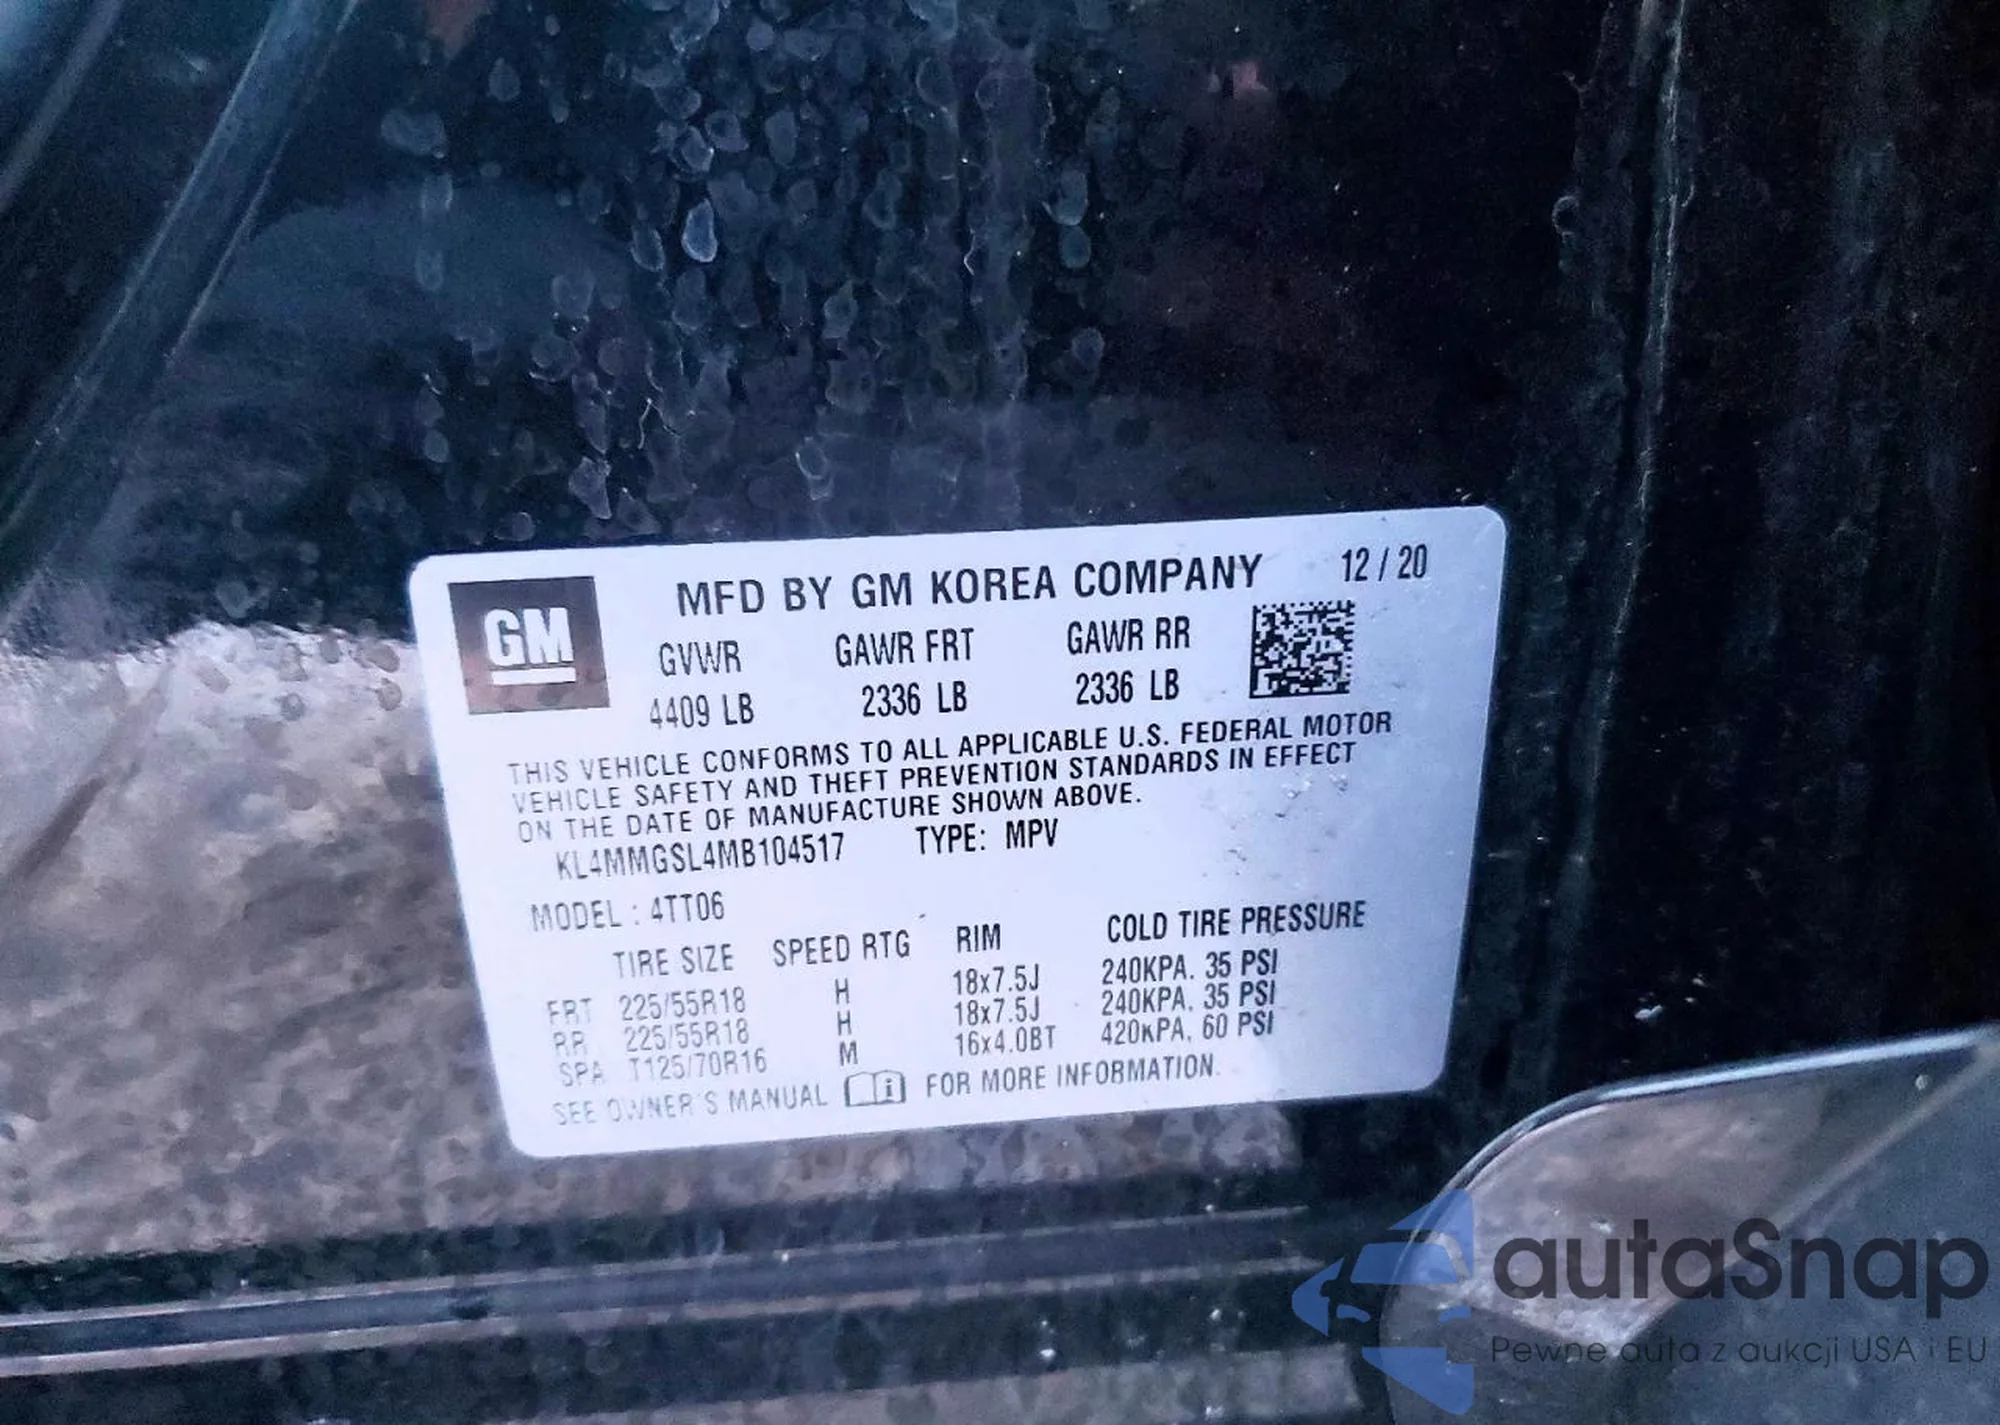 GM
MFD BY GM KOREA COMPANY 12 / 20
GVWR GAWR FRT GAWR RR
4409 LB 2336 LB 2336 LB
THIS VEHICLE CONFORMS TO ALL APPLICABLE U.S. FEDERAL MOTOR
VEHICLE SAFETY AND THEFT PREVENTION STANDARDS IN EFFECT
ON THE DATE OF MANUFACTURE SHOWN ABOVE.
KL4MMGSL4MB104517 TYPE: MPV
MODEL : 4TT06
TIRE SIZE SPEED RTG RIM COLD TIRE PRESSURE
FRT 225/55R18 H 18x7.5J 240KPA. 35 PSI
RR 225/55R18 H 18x7.5J 240KPA. 35 PSI
SPA T125/70R16 M 16x4.0BT 420KPA, 60 PSI
SEE OWNER'S MANUAL FOR MORE INFORMATION.
autaSnap
Pewne auta z aukcji USA i EU